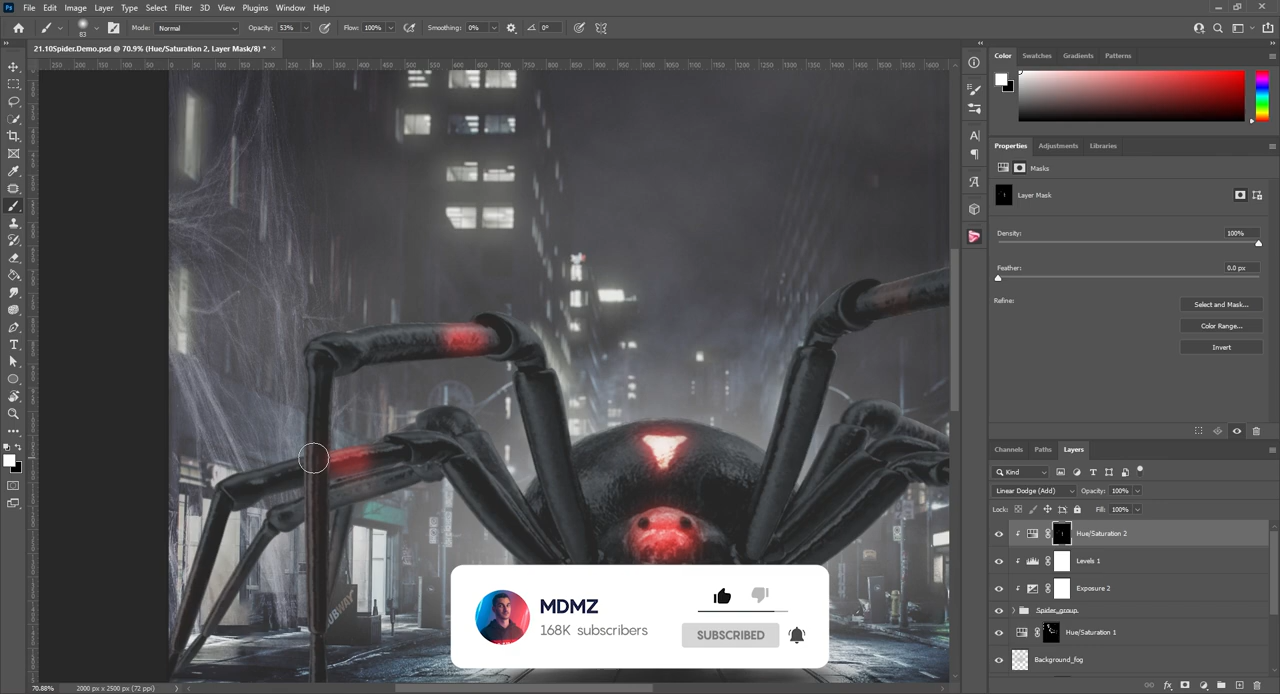 Ps File Edit Image Layer Type Select Filter 3D View Plugins Window Help
83 Mode: Normal Opacity: 53% Flow: 100% Smoothing: 0% 0°
21.10Spider.Demo.psd @ 70.9% (Hue/Saturation 2, Layer Mask/8) * ×
Color Swatches Gradients Patterns
Properties Adjustments Libraries
Masks
Layer Mask
Density: 100%
Feather: 0.0 px
Refine:
Select and Mask...
Color Range...
Invert
Channels Paths Layers
Kind
Linear Dodge (Add) Opacity: 100%
Lock: Fill: 100%
Hue/Saturation 2
Levels 1
Exposure 2
Spider_group
Hue/Saturation 1
Background_fog
SUBWAY
MDMZ
168K subscribers
SUBSCRIBED
70.88% 2000 px x 2500 px (72 ppi)